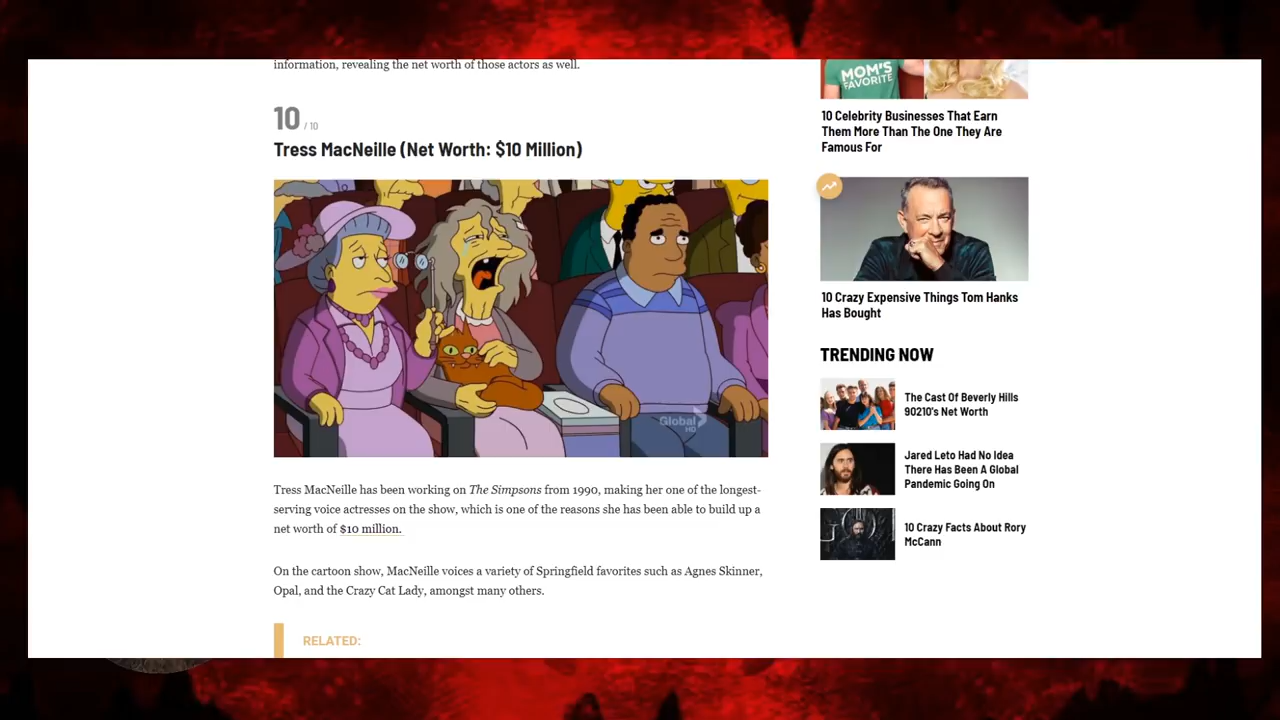 information, revealing the net worth of those actors as well.
10 / 10
Tress MacNeille (Net Worth: $10 Million)
Global
HD
Tress MacNeille has been working on The Simpsons from 1990, making her one of the longest-
serving voice actresses on the show, which is one of the reasons she has been able to build up a
net worth of $10 million.
On the cartoon show, MacNeille voices a variety of Springfield favorites such as Agnes Skinner,
Opal, and the Crazy Cat Lady, amongst many others.
RELATED:
MOM'S
FAVORITE
10 Celebrity Businesses That Earn
Them More Than The One They Are
Famous For
10 Crazy Expensive Things Tom Hanks
Has Bought
TRENDING NOW
The Cast Of Beverly Hills
90210's Net Worth
Jared Leto Had No Idea
There Has Been A Global
Pandemic Going On
10 Crazy Facts About Rory
McCann